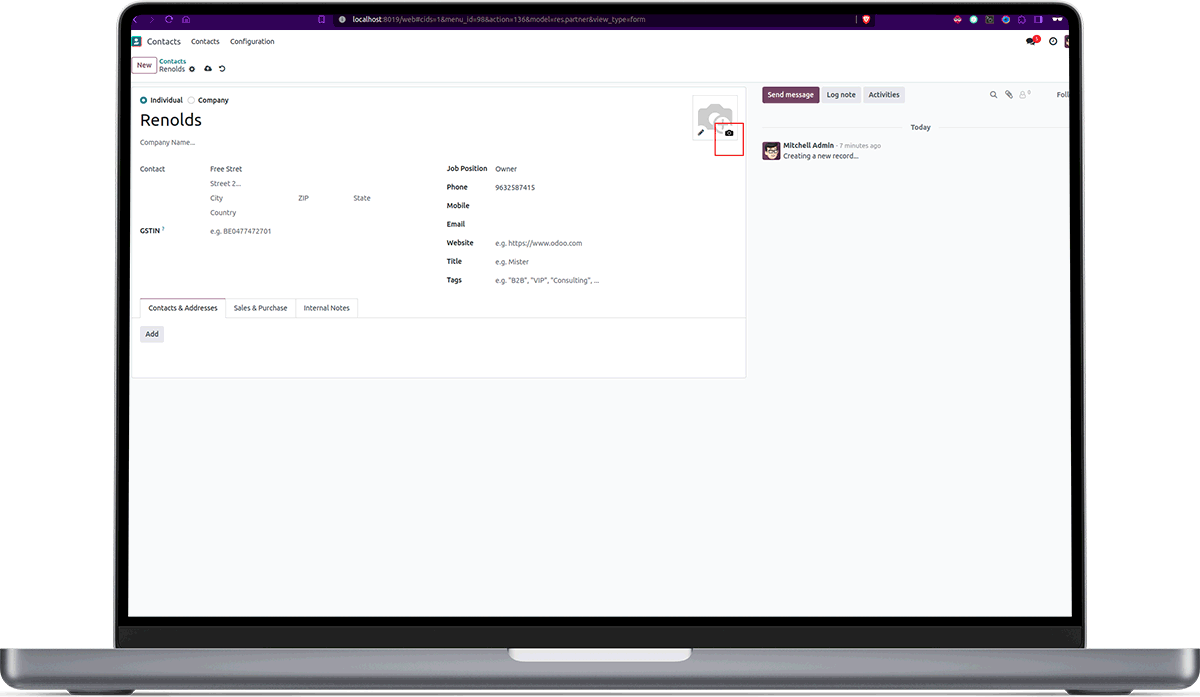 localhost:8019/web#cids=1&menu_id=98&action=136&model=res.partner&view_type=form
Contacts Contacts Configuration
1
New
Contacts
Renolds
Individual Company
Renolds
Company Name...
Contact
Free Stret
Street 2...
City ZIP State
Country
GSTIN ? e.g. BE0477472701
Job Position Owner
Phone 9632587415
Mobile
Email
Website e.g. https://www.odoo.com
Title e.g. Mister
Tags e.g. "B2B", "VIP", "Consulting", ...
Contacts & Addresses Sales & Purchase Internal Notes
Add
Send message Log note Activities 0 Foll
Today
Mitchell Admin - 7 minutes ago
Creating a new record...